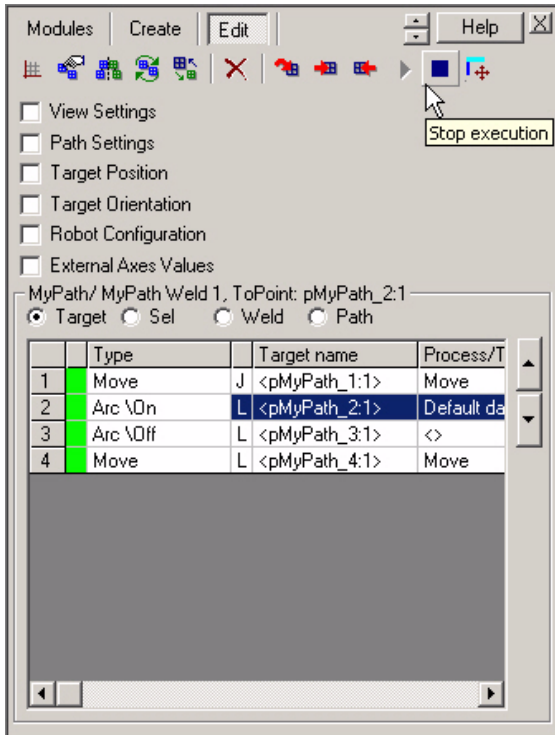 Modules Create Edit Help X
Stop execution
View Settings
Path Settings
Target Position
Target Orientation
Robot Configuration
External Axes Values
MyPath/ MyPath Weld 1, ToPoint: pMyPath_2:1
Target Sel Weld Path
Type Target name Process/T
1 Move J <pMyPath_1:1> Move
2 Arc \On L <pMyPath_2:1> Default da
3 Arc \Off L <pMyPath_3:1> <>
4 Move L <pMyPath_4:1> Move